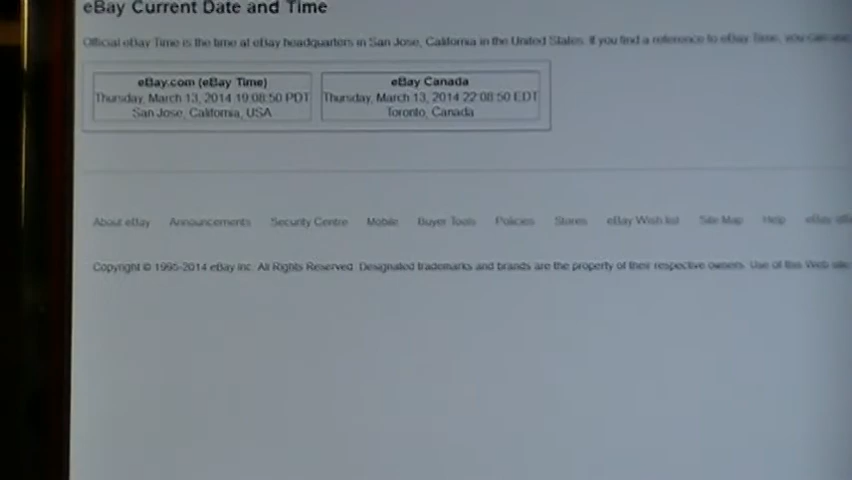 eBay Current Date and Time
Official eBay Time is the time at eBay headquarters in San Jose, California in the United States. If you find a reference to eBay Time, you can use
eBay.com (eBay Time)
Thursday, March 13, 2014 19:08:50 PDT
San Jose, California, USA
eBay Canada
Thursday, March 13, 2014 22:08:50 EDT
Toronto, Canada
About eBay Announcements Security Centre Mobile Buyer Tools Policies Stores eBay Wish list Site Map Help eBay
Copyright © 1995-2014 eBay Inc. All Rights Reserved. Designated trademarks and brands are the property of their respective owners. Use of this Web site